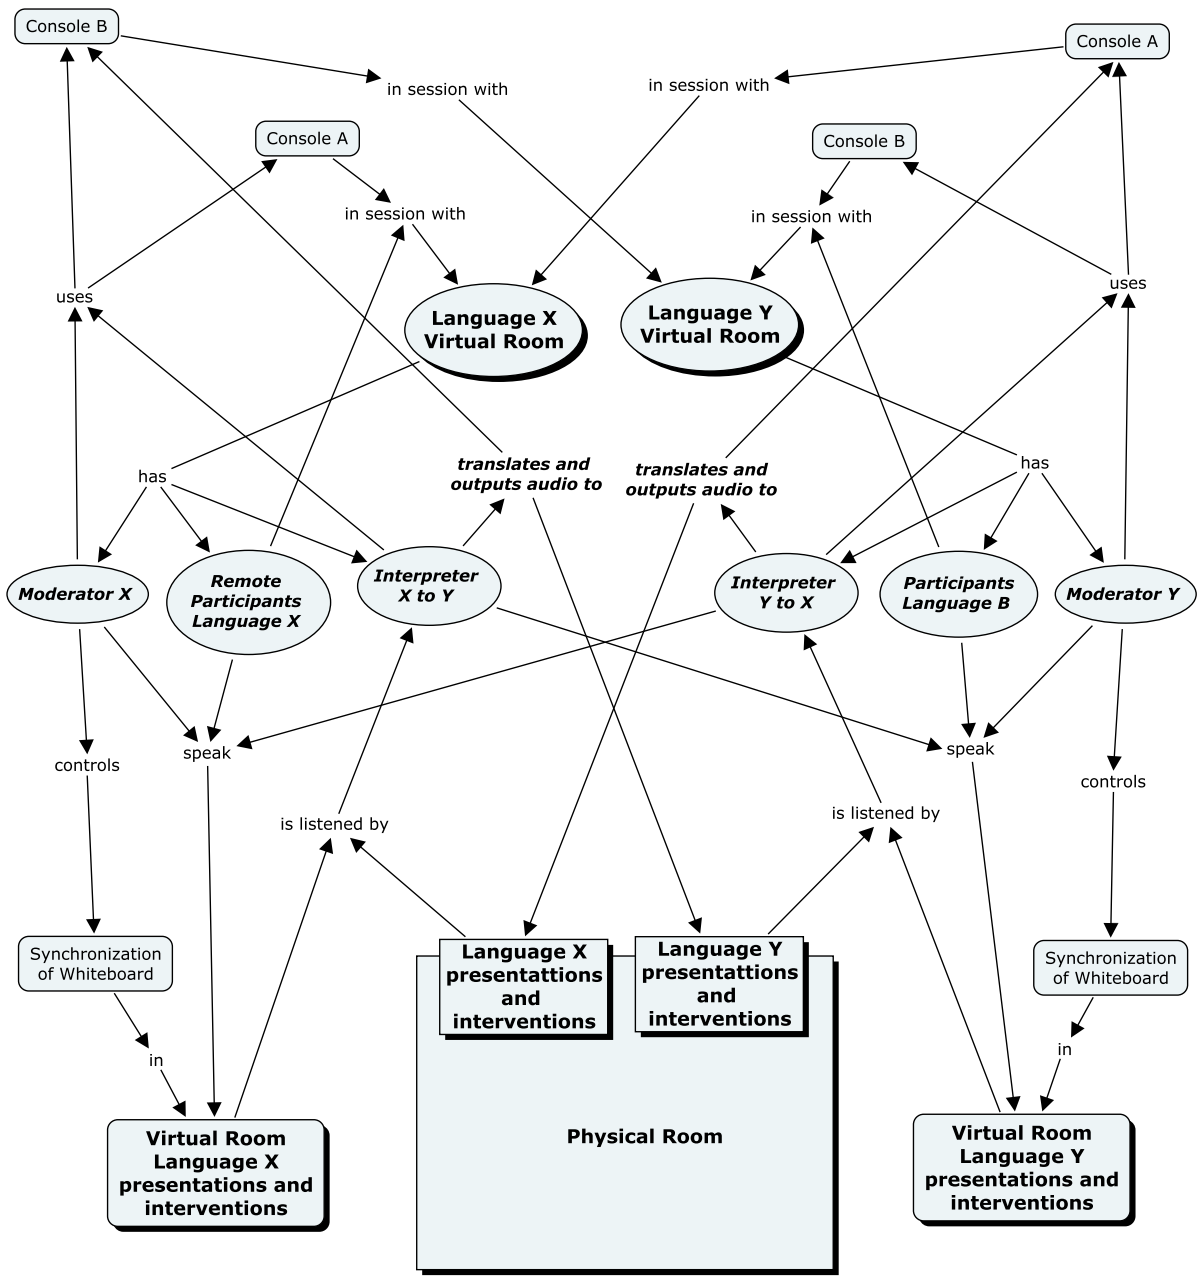 Console B
Console A
in session with
in session with
Console A
Console B
in session with
in session with
uses
uses
Language X
Virtual Room
Language Y
Virtual Room
has
translates and
outputs audio to
translates and
outputs audio to
has
Moderator X
Remote
Participants
Language X
Interpreter
X to Y
Interpreter
Y to X
Participants
Language B
Moderator Y
speak
speak
controls
controls
is listened by
is listened by
Synchronization
of Whiteboard
Language X
presentattions
and
interventions
Language Y
presentattions
and
interventions
Synchronization
of Whiteboard
in
in
Virtual Room
Language X
presentations and
interventions
Physical Room
Virtual Room
Language Y
presentations and
interventions